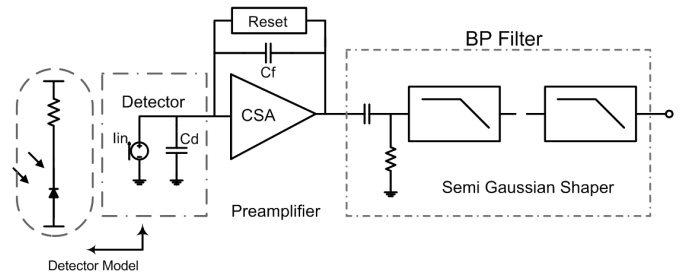 Reset
Cf
BP Filter
Detector
Iin
Cd
CSA
Preamplifier
Semi Gaussian Shaper
Detector Model